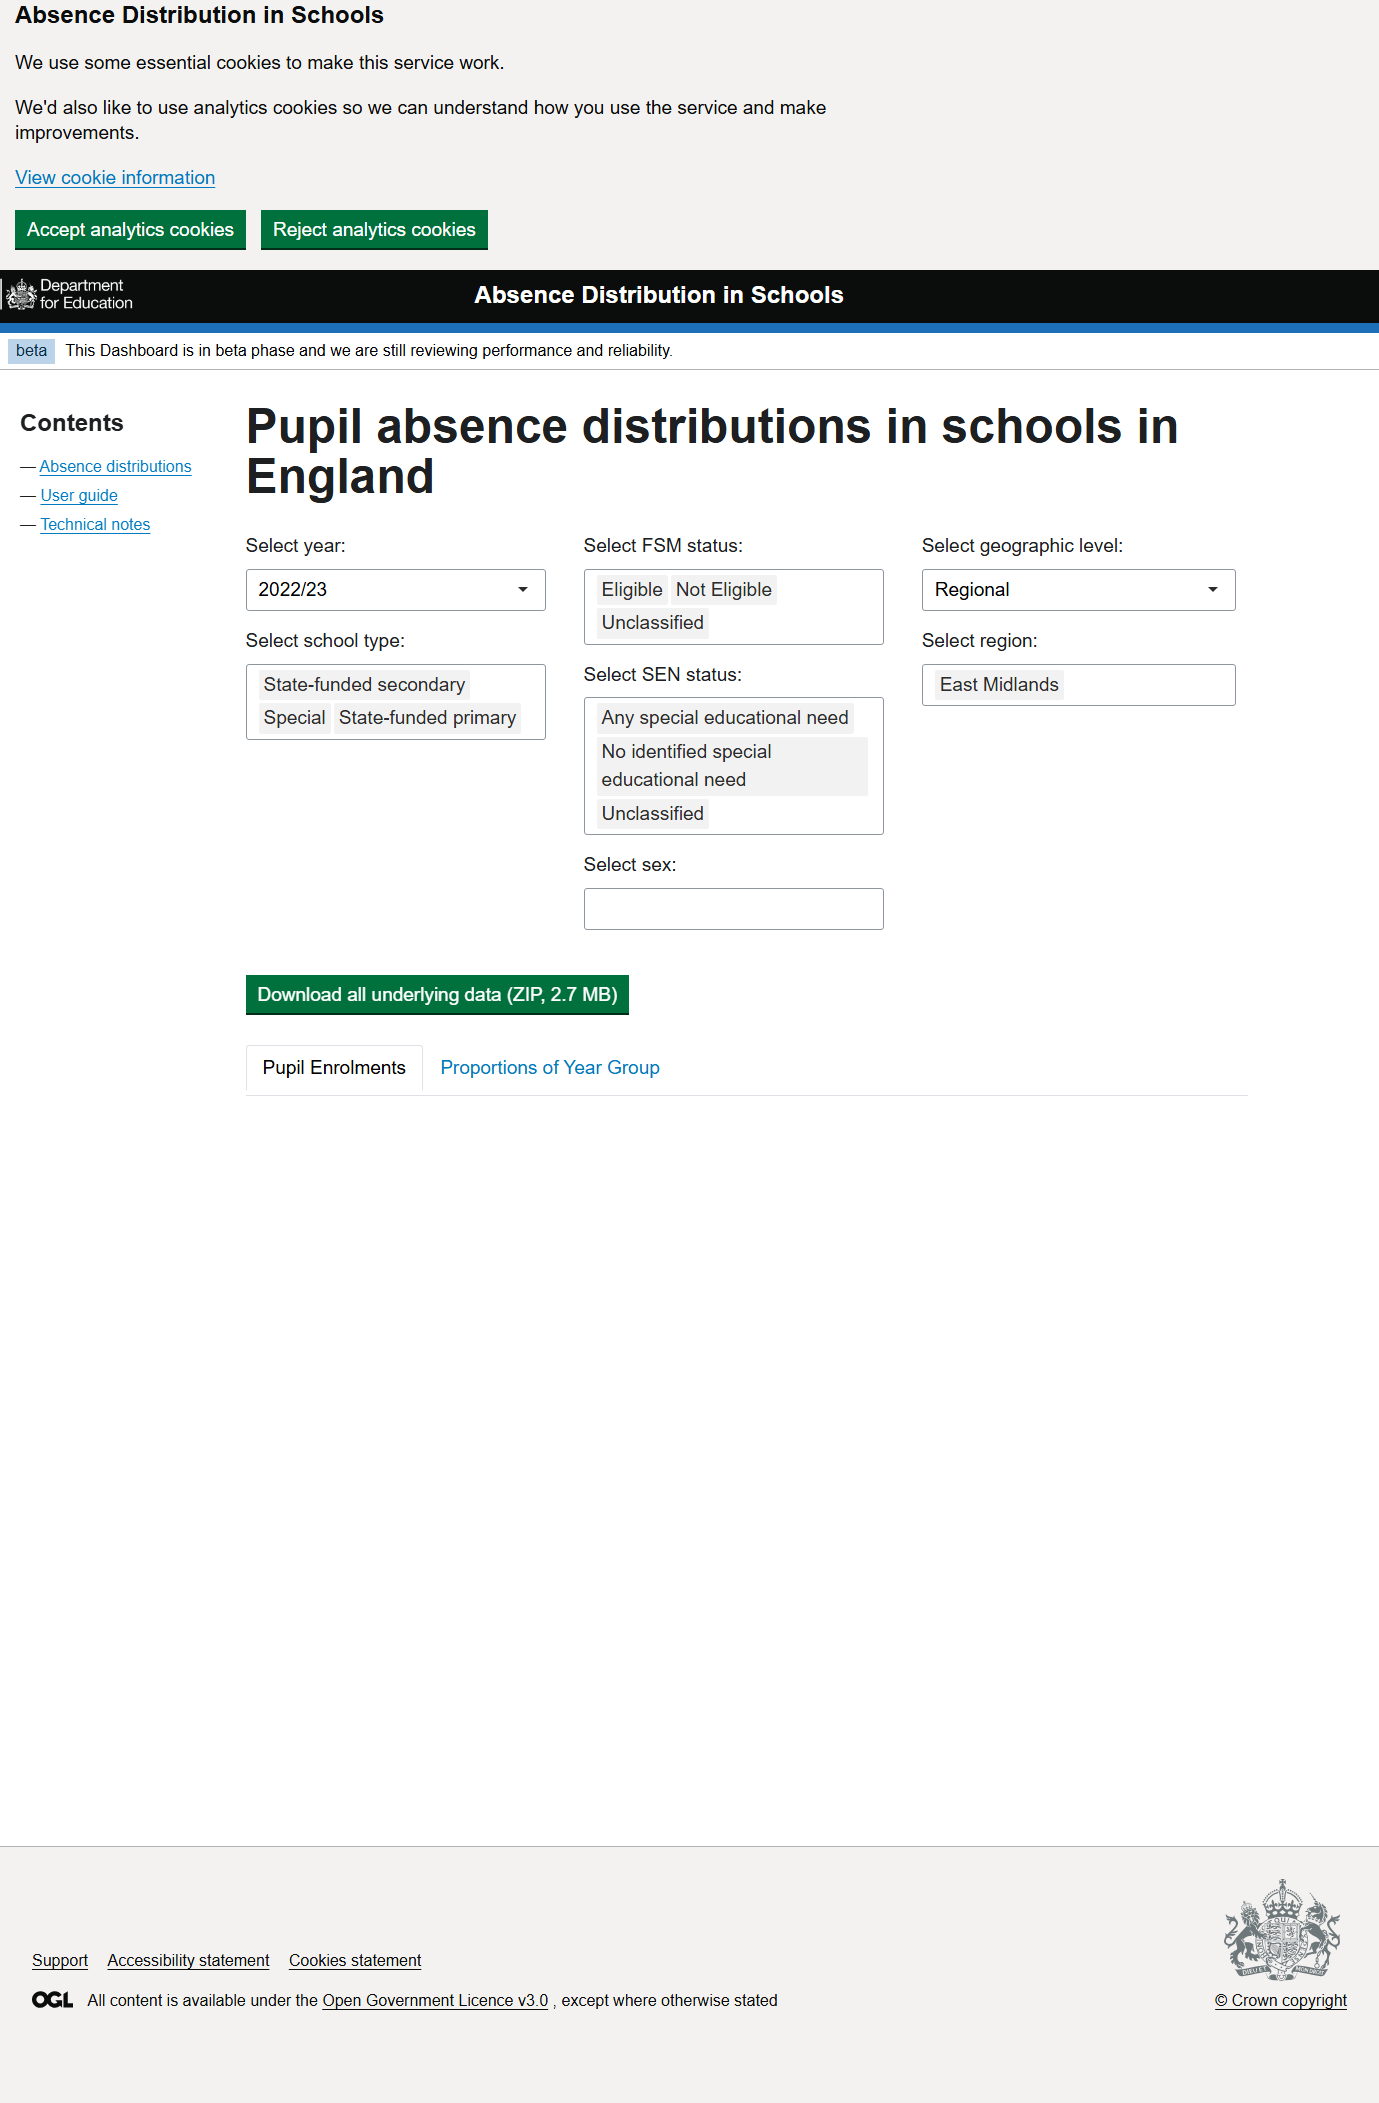 Absence Distribution in Schools
We use some essential cookies to make this service work.
We'd also like to use analytics cookies so we can understand how you use the service and make
improvements.
View cookie information
Accept analytics cookies Reject analytics cookies
Department
for Education
Absence Distribution in Schools
beta This Dashboard is in beta phase and we are still reviewing performance and reliability.
Contents
— Absence distributions
— User guide
— Technical notes
Pupil absence distributions in schools in
England
Select year:
2022/23
Select school type:
State-funded secondary
Special State-funded primary
Select FSM status:
Eligible Not Eligible
Unclassified
Select SEN status:
Any special educational need
No identified special
educational need
Unclassified
Select sex:
Select geographic level:
Regional
Select region:
East Midlands
Download all underlying data (ZIP, 2.7 MB)
Pupil Enrolments Proportions of Year Group
Support Accessibility statement Cookies statement
OGL All content is available under the Open Government Licence v3.0 , except where otherwise stated
© Crown copyright